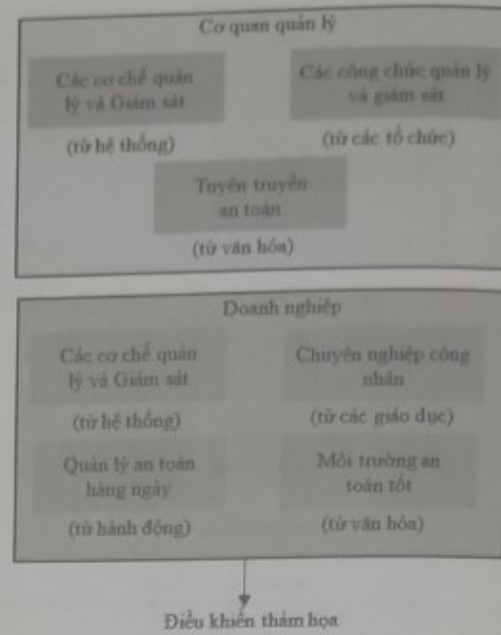 Cơ quan quản lý
Các cơ chế quản
lý và Giám sát
(từ hệ thống)
Các công chức quản lý
và giám sát
(từ các tổ chức)
Tuyên truyền
an toàn
(từ văn hóa)
Doanh nghiệp
Các cơ chế quản
lý và Giám sát
(từ hệ thống)
Chuyên nghiệp công
nhân
(từ các giáo dục)
Quản lý an toàn
hàng ngày
(từ hành động)
Môi trường an
toàn tốt
(từ văn hóa)
Điều khiển thảm họa